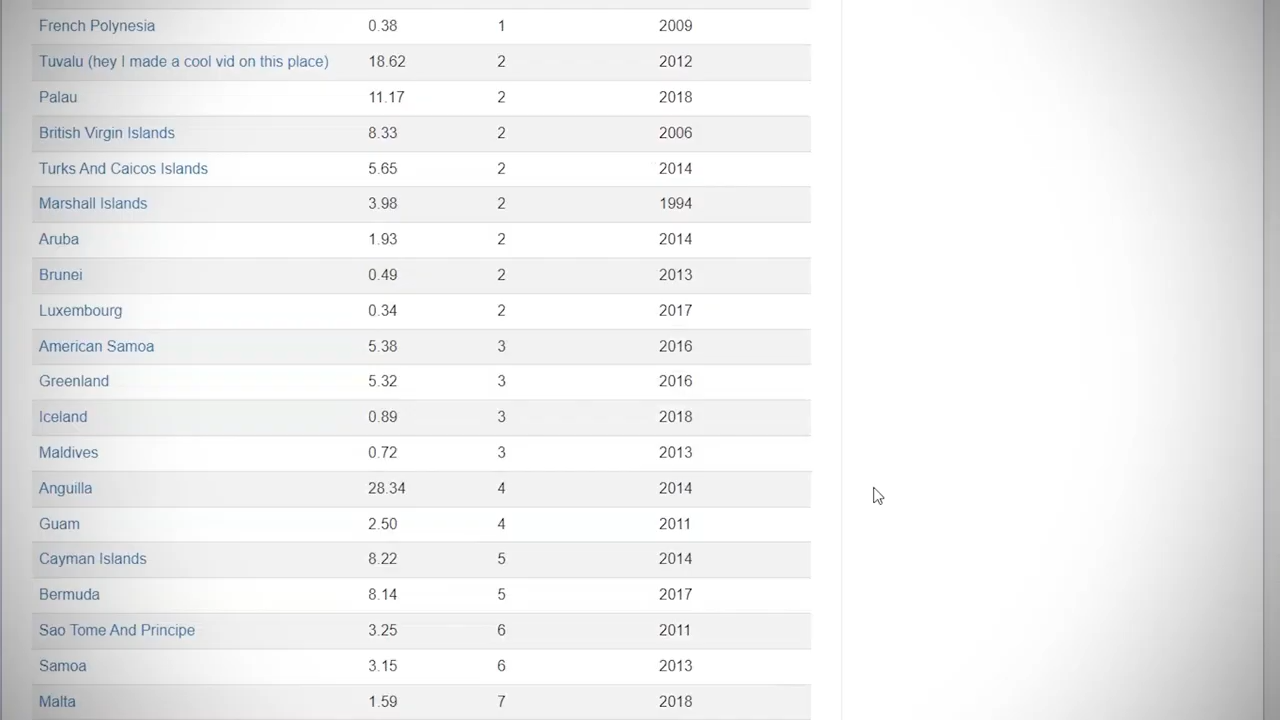 French Polynesia 0.38 1 2009
Tuvalu (hey I made a cool vid on this place) 18.62 2 2012
Palau 11.17 2 2018
British Virgin Islands 8.33 2 2006
Turks And Caicos Islands 5.65 2 2014
Marshall Islands 3.98 2 1994
Aruba 1.93 2 2014
Brunei 0.49 2 2013
Luxembourg 0.34 2 2017
American Samoa 5.38 3 2016
Greenland 5.32 3 2016
Iceland 0.89 3 2018
Maldives 0.72 3 2013
Anguilla 28.34 4 2014
Guam 2.50 4 2011
Cayman Islands 8.22 5 2014
Bermuda 8.14 5 2017
Sao Tome And Principe 3.25 6 2011
Samoa 3.15 6 2013
Malta 1.59 7 2018